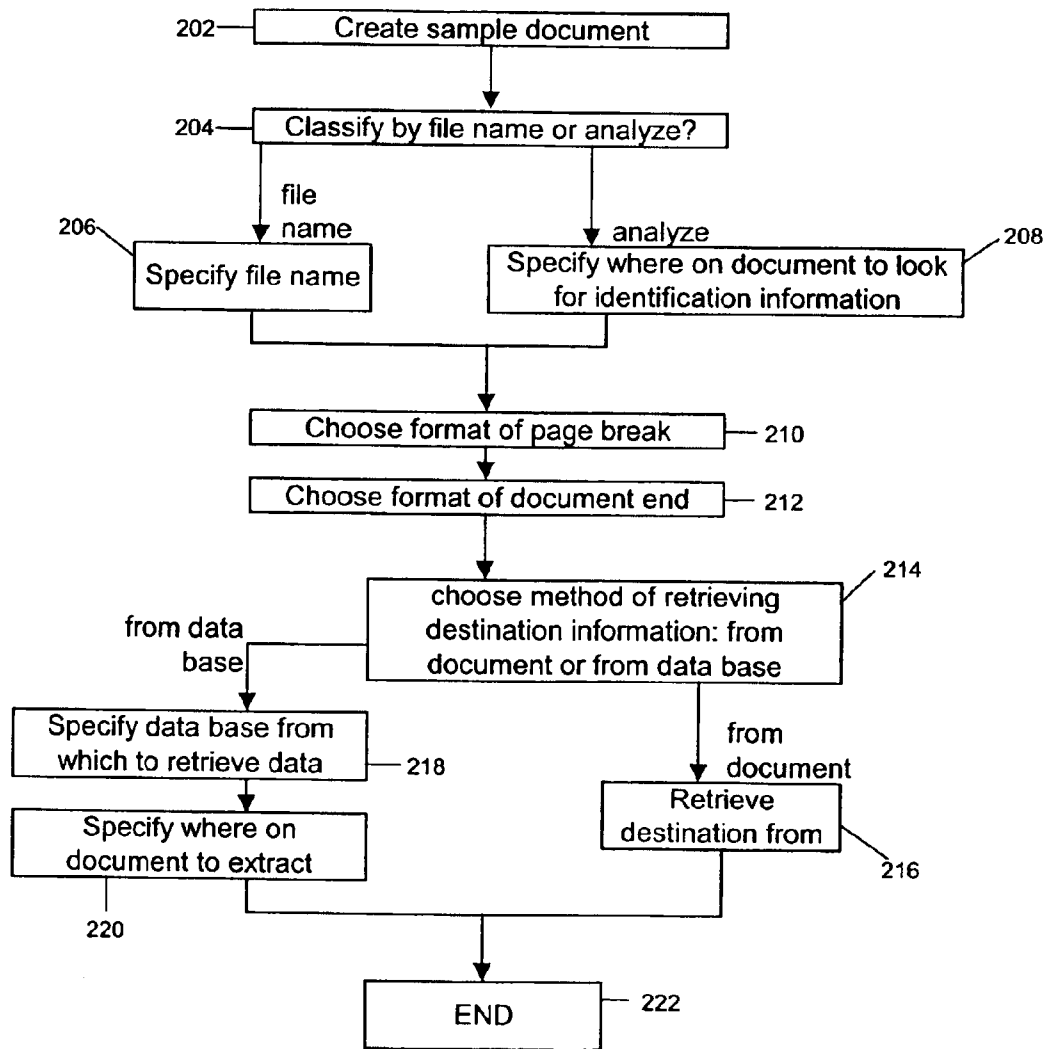 202
Create sample document
204
Classify by file name or analyze?
file
name
analyze
206
208
Specify file name
Specify where on document to look
for identification information
Choose format of page break
210
Choose format of document end
212
214
choose method of retrieving
destination information: from
document or from data base
from data
base
Specify data base from
which to retrieve data
218
from
document
Specify where on
document to extract
220
Retrieve
destination from
216
END
222